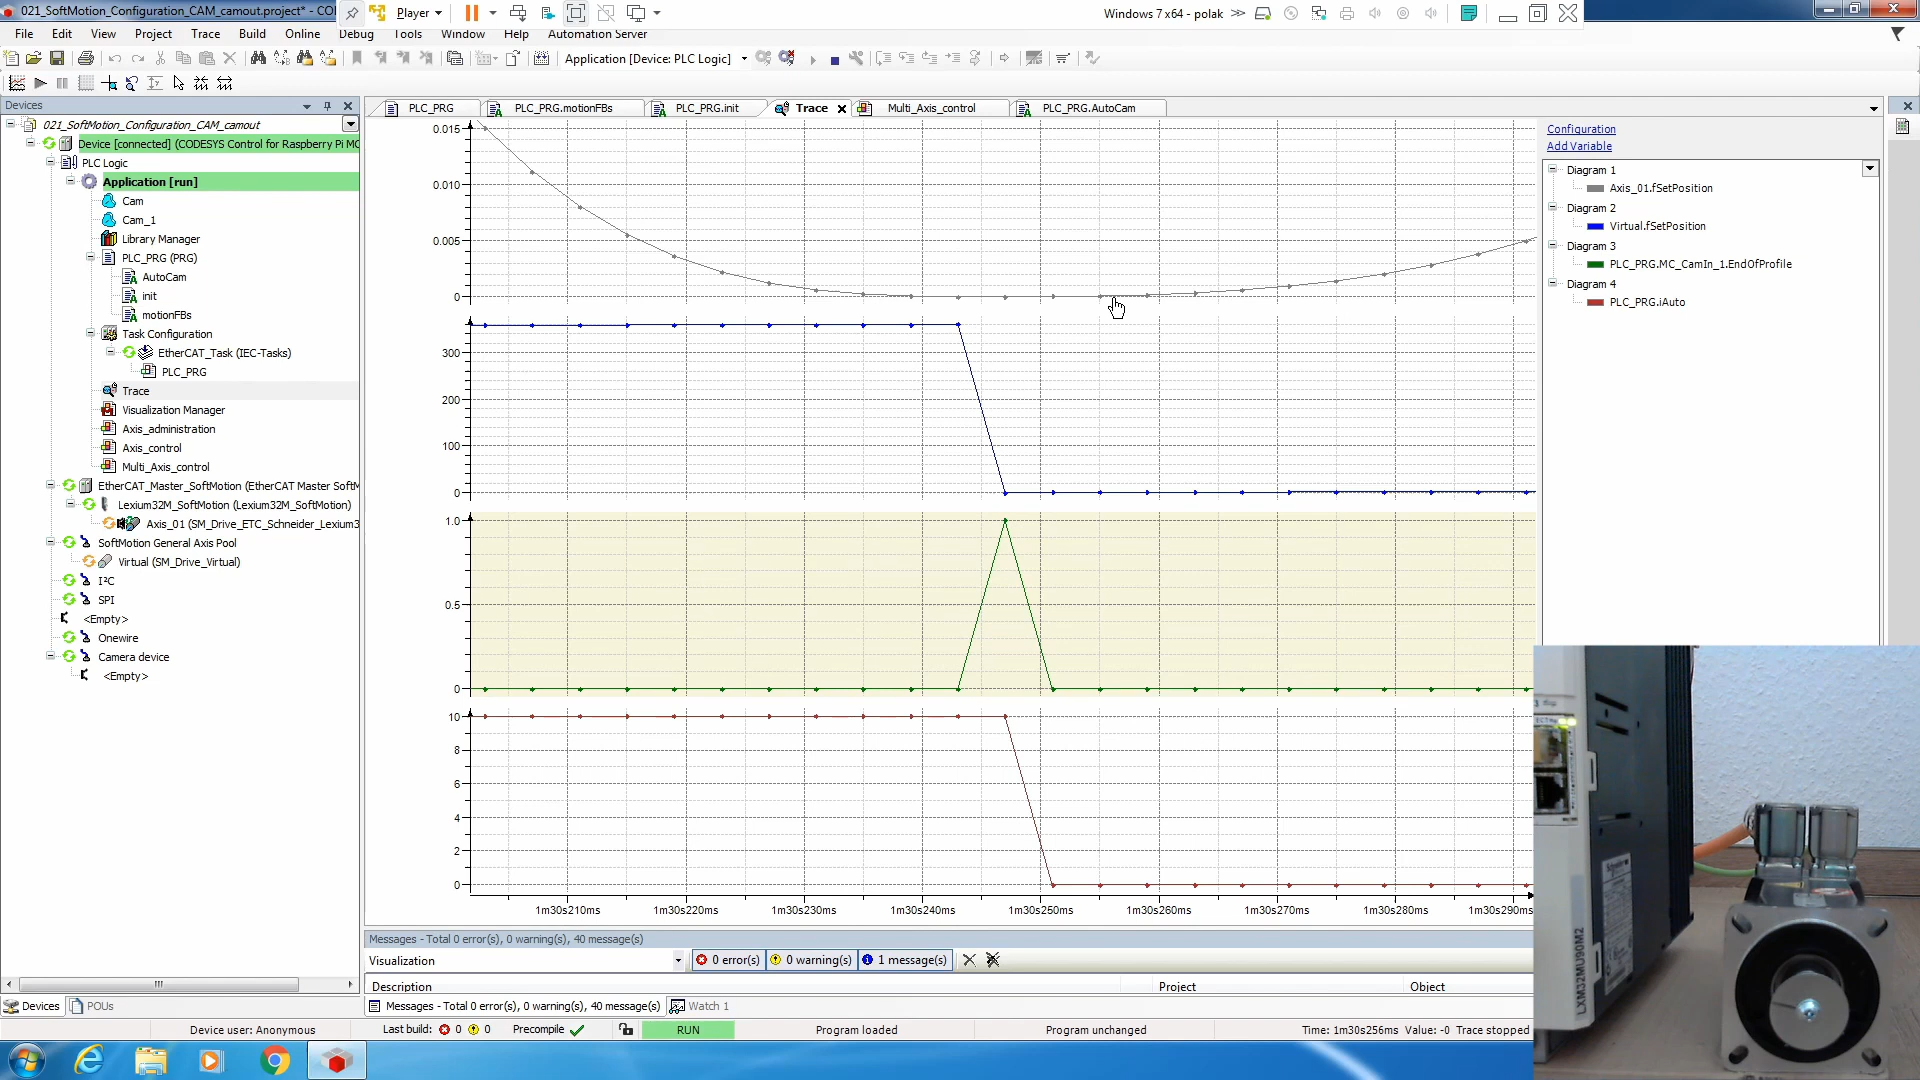 021_SoftMotion_Configuration_CAM_camout.project* - CO
Player
Windows 7 x64 - polak
File Edit View Project Trace Build Online Debug Tools Window Help Automation Server
Application [Device: PLC Logic]
Devices
PLC_PRG
PLC_PRG.motionFBs
PLC_PRG.init
Trace
Multi_Axis_control
PLC_PRG.AutoCam
021_SoftMotion_Configuration_CAM_camout
Device [connected] (CODESYS Control for Raspberry Pi MC
PLC Logic
Application [run]
Cam
Cam_1
Library Manager
PLC_PRG (PRG)
AutoCam
init
motionFBs
Task Configuration
EtherCAT_Task (IEC-Tasks)
PLC_PRG
Trace
Visualization Manager
Axis_administration
Axis_control
Multi_Axis_control
EtherCAT_Master_SoftMotion (EtherCAT Master SoftM
Lexium32M_SoftMotion (Lexium32M_SoftMotion)
Axis_01 (SM_Drive_ETC_Schneider_Lexium3
SoftMotion General Axis Pool
Virtual (SM_Drive_Virtual)
I²C
SPI
<Empty>
Onewire
Camera device
<Empty>
0.015
0.010
0.005
0
300
200
100
0
1.0
0.5
0
10
8
6
4
2
0
1m30s210ms 1m30s220ms 1m30s230ms 1m30s240ms 1m30s250ms 1m30s260ms 1m30s270ms 1m30s280ms 1m30s290ms
Configuration
Add Variable
Diagram 1
Axis_01.fSetPosition
Diagram 2
Virtual.fSetPosition
Diagram 3
PLC_PRG.MC_CamIn_1.EndOfProfile
Diagram 4
PLC_PRG.iAuto
Messages - Total 0 error(s), 0 warning(s), 40 message(s)
Visualization
0 error(s)
0 warning(s)
1 message(s)
Description
Project
Object
Devices
POUs
Messages - Total 0 error(s), 0 warning(s), 40 message(s)
Watch 1
Device user: Anonymous
Last build: 0 0
Precompile
RUN
Program loaded
Program unchanged
Time: 1m30s256ms Value: -0 Trace stopped
LXM32MU90M2